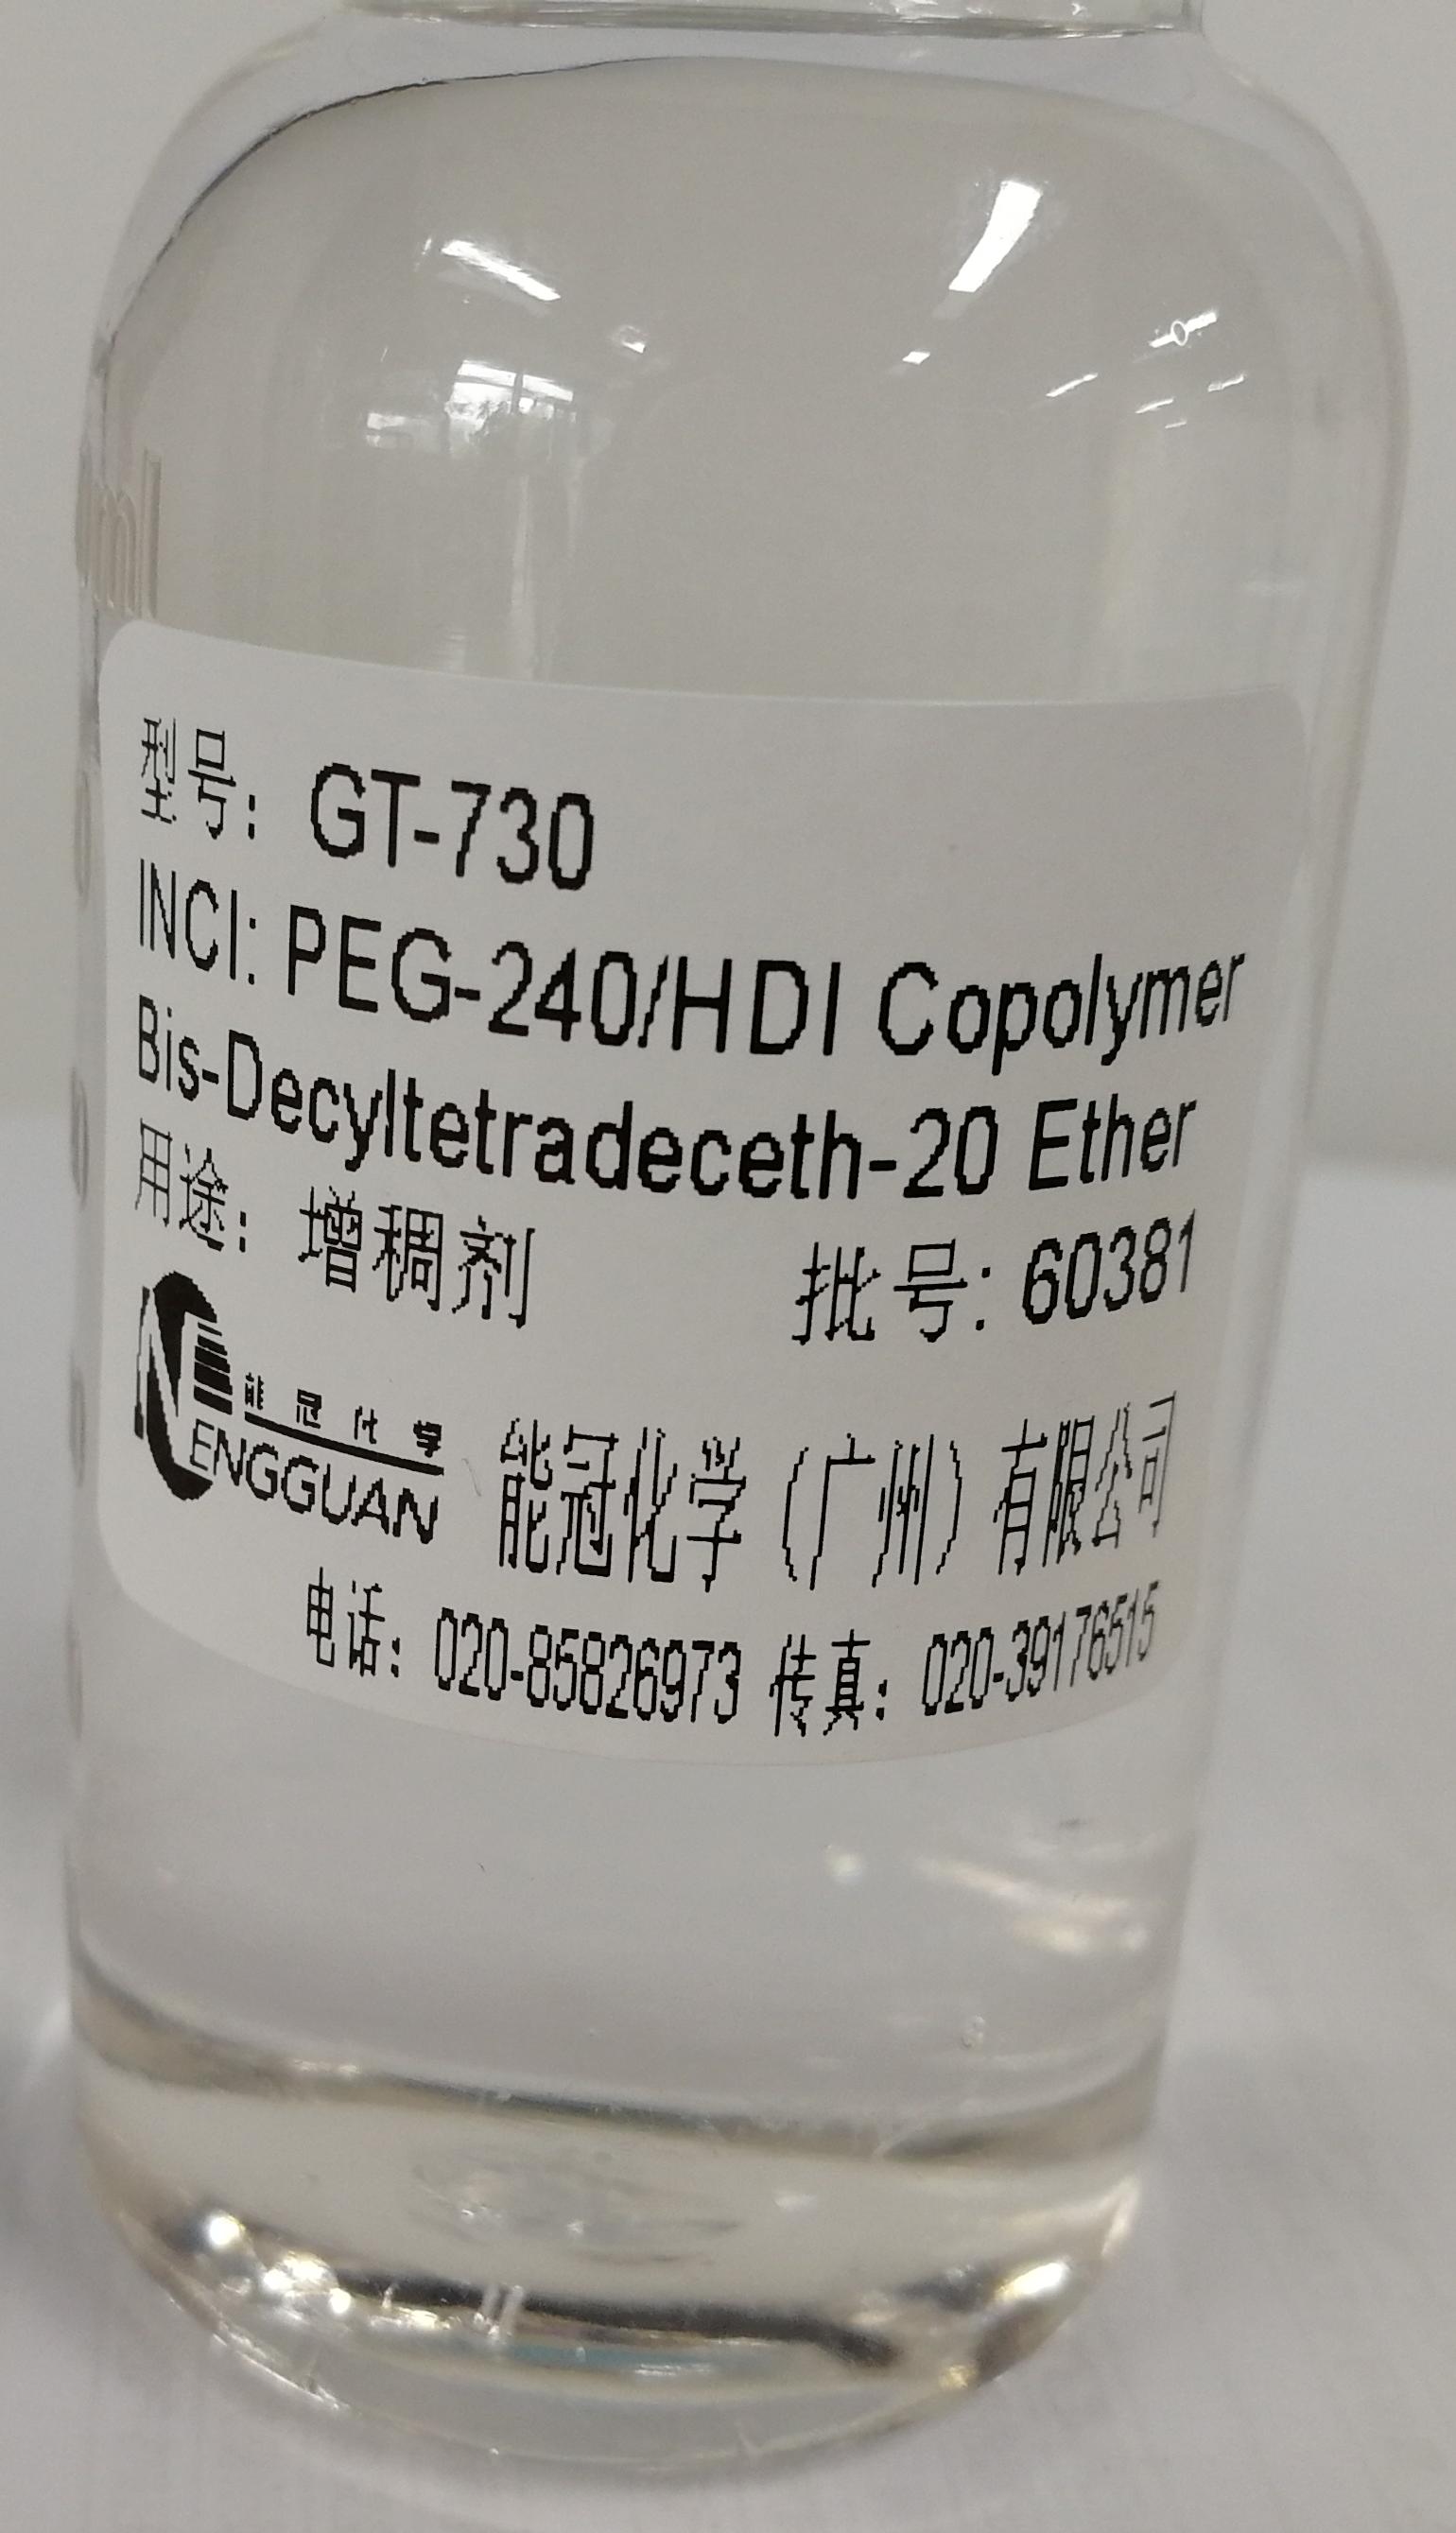 ml
型号: GT-730
INCI: PEG-240/HDI Copolymer
Bis-Decyltetradeceth-20 Ether
用途: 增稠剂 批号: 60381
能冠化学
NENGGUAN
能冠化学（广州）有限公司
电话: 020-85826973 传真: 020-39176515